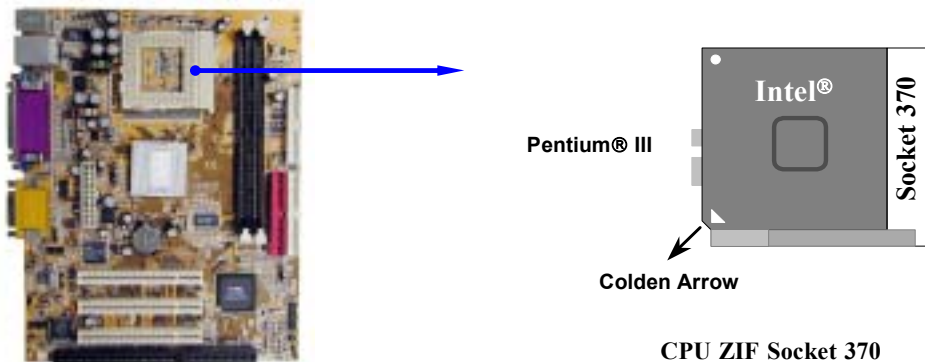 Intel®
Socket 370
Pentium® III
Colden Arrow
CPU ZIF Socket 370